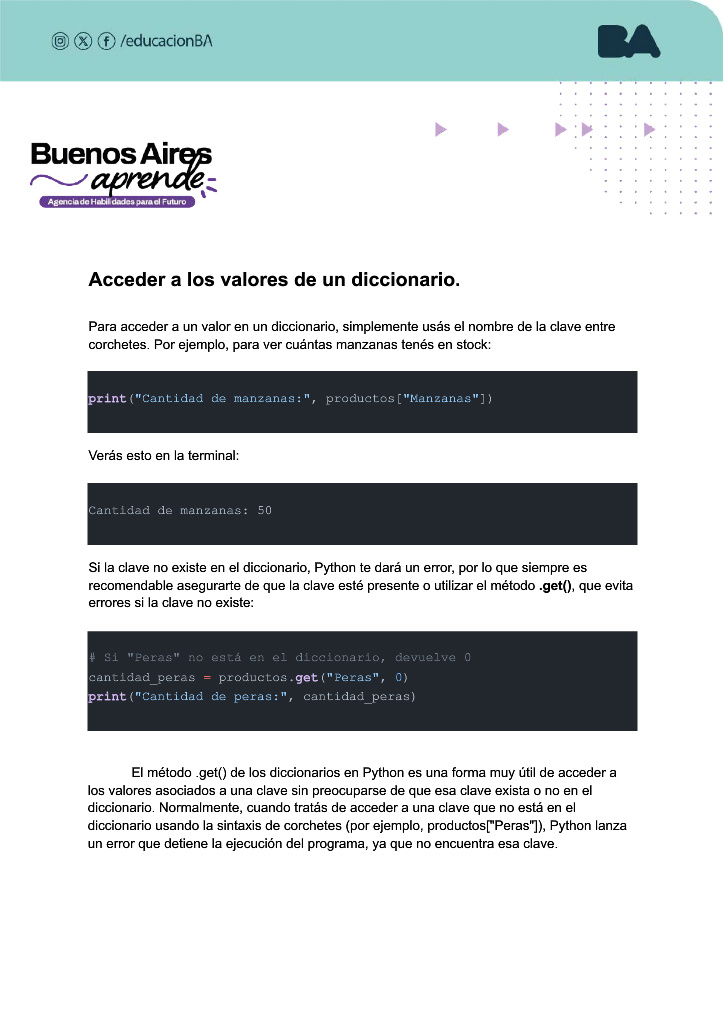 /educacionBA
BA
Buenos Aires
aprende
Agencia de Habilidades para el Futuro
Acceder a los valores de un diccionario.
Para acceder a un valor en un diccionario, simplemente usás el nombre de la clave entre
corchetes. Por ejemplo, para ver cuántas manzanas tenés en stock:
print("Cantidad de manzanas:", productos["Manzanas"])
Verás esto en la terminal:
Cantidad de manzanas: 50
Si la clave no existe en el diccionario, Python te dará un error, por lo que siempre es
recomendable asegurarte de que la clave esté presente o utilizar el método .get(), que evita
errores si la clave no existe:
# Si "Peras" no está en el diccionario, devuelve 0
cantidad_peras = productos.get("Peras", 0)
print("Cantidad de peras:", cantidad_peras)
El método .get() de los diccionarios en Python es una forma muy útil de acceder a
los valores asociados a una clave sin preocuparse de que esa clave exista o no en el
diccionario. Normalmente, cuando tratás de acceder a una clave que no está en el
diccionario usando la sintaxis de corchetes (por ejemplo, productos["Peras"]), Python lanza
un error que detiene la ejecución del programa, ya que no encuentra esa clave.